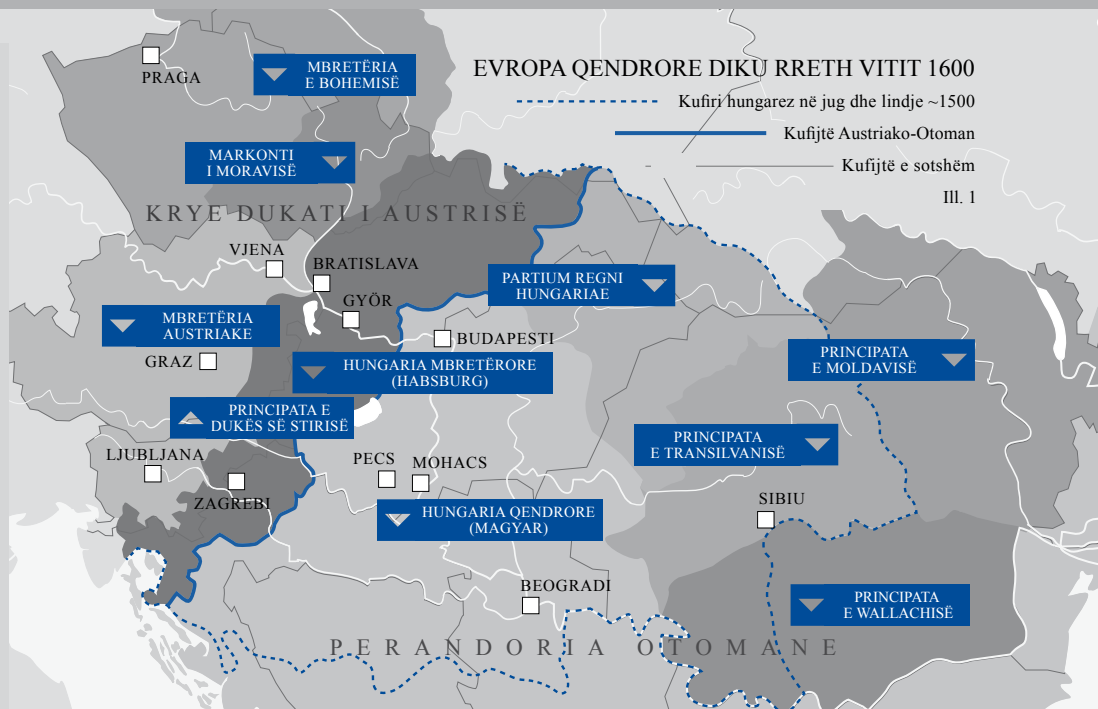 EVROPA QENDRORE DIKU RRETH VITIT 1600
Kufiri hungarez në jug dhe lindje ~1500
Kufijtë Austriako-Otoman
Kufijtë e sotshëm
Ill. 1
PRAGA
MBRETËRIA
E BOHEMISË
MARKONTI
I MORAVISË
KRYE DUKATI I AUSTRISË
VJENA
BRATISLAVA
GYÖR
PARTIUM REGNI
HUNGARIAE
MBRETËRIA
AUSTRIAKE
BUDAPESTI
GRAZ
HUNGARIA MBRETËRORE
(HABSBURG)
PRINCIPATA
E MOLDAVISË
PRINCIPATA E
DUKËS SË STIRISË
PRINCIPATA
E TRANSILVANISË
LJUBLJANA
PECS
MOHACS
ZAGREBI
SIBIU
HUNGARIA QENDRORE
(MAGYAR)
BEOGRADI
PRINCIPATA
E WALLACHISË
PERANDORIA OTOMANE